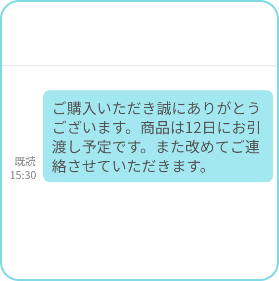 ご購入いただき誠にありがとう
ございます。商品は12日にお引
渡し予定です。また改めてご連
絡させていただきます。
既読
15:30